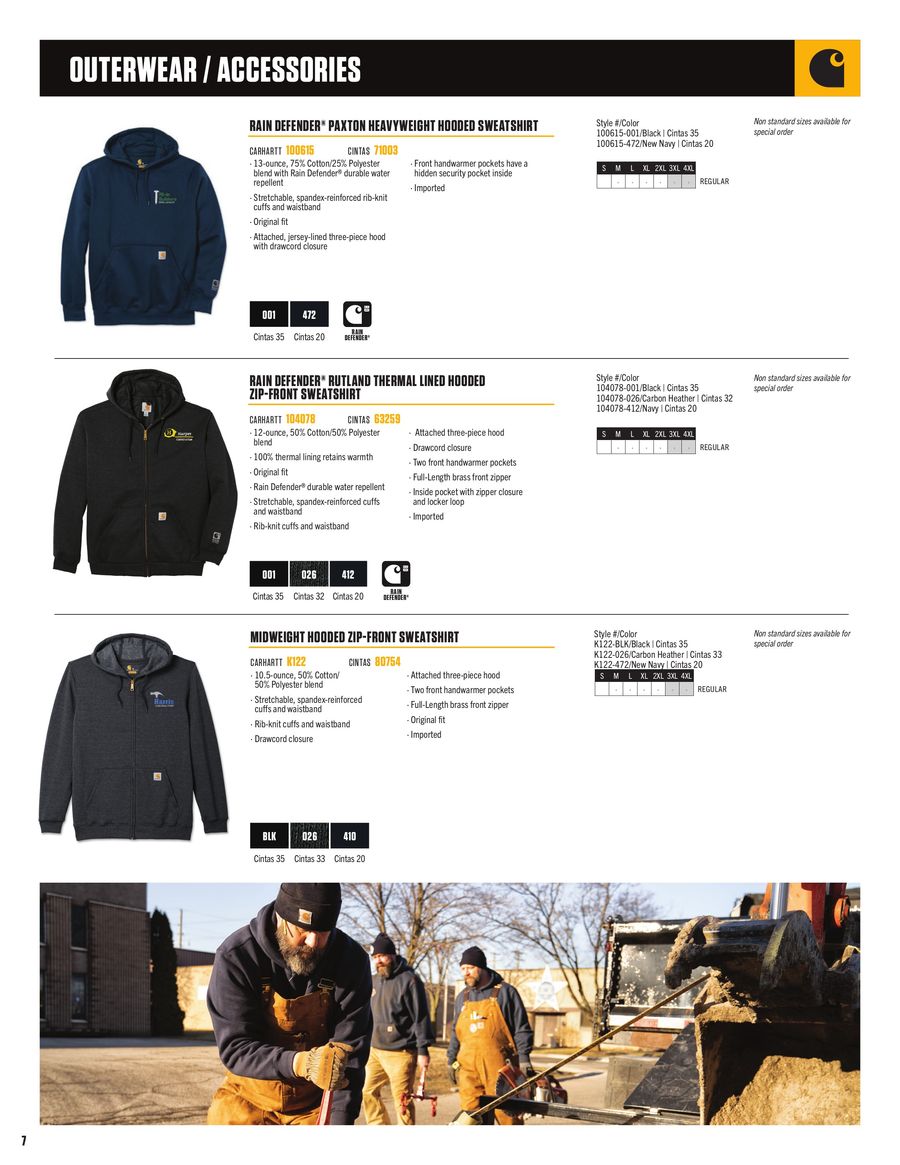 OUTERWEAR / ACCESSORIES
RAIN DEFENDER® PAXTON HEAVYWEIGHT HOODED SWEATSHIRT
CARHARTT 100615 CINTAS 71003
· 13-ounce, 75% Cotton/25% Polyester
blend with Rain Defender® durable water
repellent
· Stretchable, spandex-reinforced rib-knit
cuffs and waistband
· Original fit
· Attached, jersey-lined three-piece hood
with drawcord closure
· Front handwarmer pockets have a
hidden security pocket inside
· Imported
Style #/Color
100615-001/Black | Cintas 35
100615-472/New Navy | Cintas 20
S M L XL 2XL 3XL 4XL
- - - - - - REGULAR
Non standard sizes available for
special order
001 472
Cintas 35 Cintas 20
RAIN
DEFENDER®
RAIN DEFENDER® RUTLAND THERMAL LINED HOODED
ZIP-FRONT SWEATSHIRT
CARHARTT 104078 CINTAS 63259
· 12-ounce, 50% Cotton/50% Polyester
blend
· 100% thermal lining retains warmth
· Original fit
· Rain Defender® durable water repellent
· Stretchable, spandex-reinforced cuffs
and waistband
· Rib-knit cuffs and waistband
· Attached three-piece hood
· Drawcord closure
· Two front handwarmer pockets
· Full-Length brass front zipper
· Inside pocket with zipper closure
and locker loop
· Imported
Style #/Color
104078-001/Black | Cintas 35
104078-026/Carbon Heather | Cintas 32
104078-412/Navy | Cintas 20
S M L XL 2XL 3XL 4XL
- - - - - - REGULAR
Non standard sizes available for
special order
Harper
001 026 412
Cintas 35 Cintas 32 Cintas 20
RAIN
DEFENDER®
MIDWEIGHT HOODED ZIP-FRONT SWEATSHIRT
CARHARTT K122 CINTAS 80754
· 10.5-ounce, 50% Cotton/
50% Polyester blend
· Stretchable, spandex-reinforced
cuffs and waistband
· Rib-knit cuffs and waistband
· Drawcord closure
· Attached three-piece hood
· Two front handwarmer pockets
· Full-Length brass front zipper
· Original fit
· Imported
Style #/Color
K122-BLK/Black | Cintas 35
K122-026/Carbon Heather | Cintas 33
K122-472/New Navy | Cintas 20
S M L XL 2XL 3XL 4XL
- - - - - - REGULAR
Non standard sizes available for
special order
Harris
BLK 026 410
Cintas 35 Cintas 33 Cintas 20
7